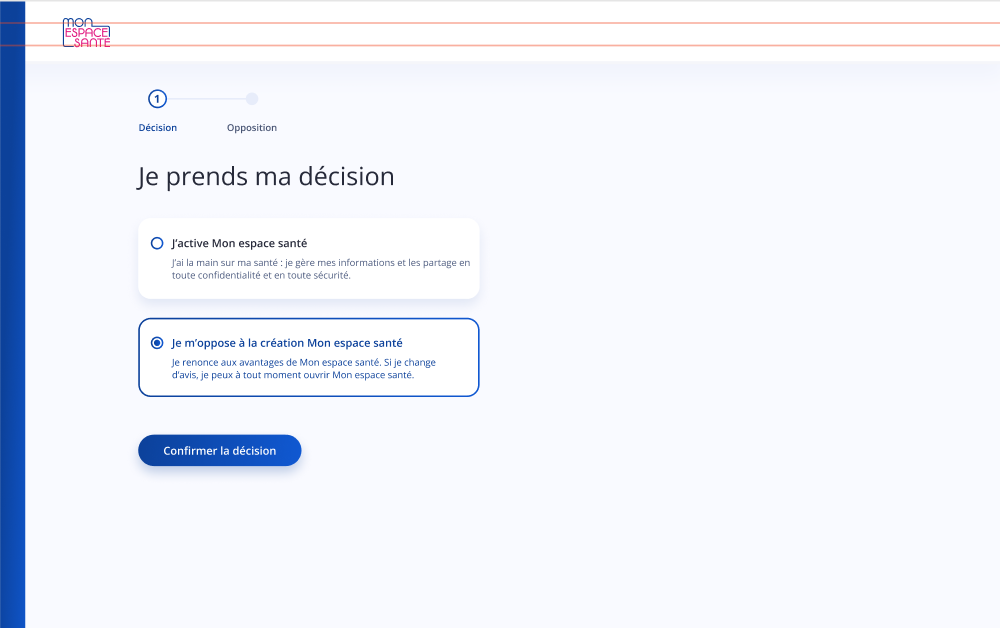 MON
ESPACE
SANTE
1
Décision
Opposition
Je prends ma décision
J’active Mon espace santé
J’ai la main sur ma santé : je gère mes informations et les partage en
toute confidentialité et en toute sécurité.
Je m’oppose à la création Mon espace santé
Je renonce aux avantages de Mon espace santé. Si je change
d’avis, je peux à tout moment ouvrir Mon espace santé.
Confirmer la décision